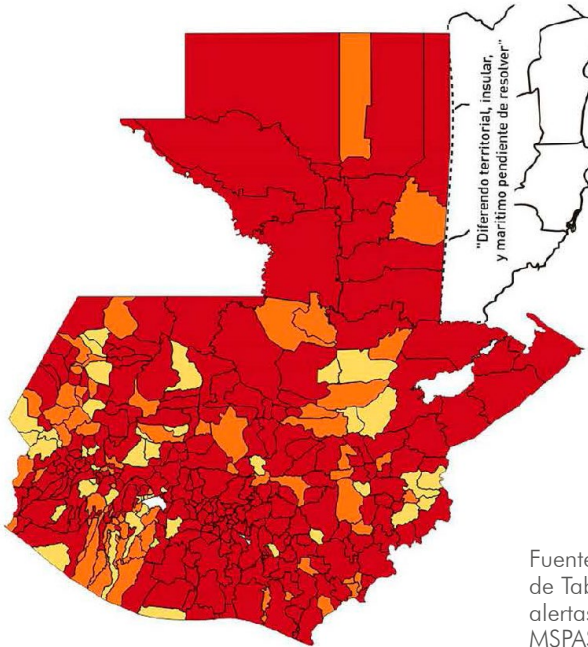 "Diferendo territorial, insular,
y marítimo pendiente de resolver"
Fuente
de Tab
alertas
MSPAS